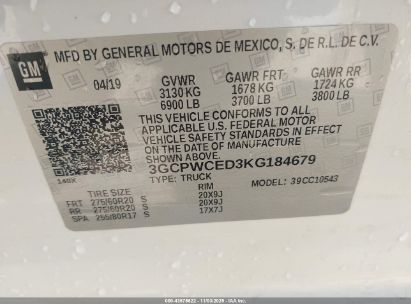 MFD BY GENERAL MOTORS DE MEXICO, S. DE R.L. DE C.V.
GM
04/19
GVWR GAWR FRT GAWR RR
3130 KG 1678 KG 1724 KG
6900 LB 3700 LB 3800 LB
THIS VEHICLE CONFORMS TO ALL
APPLICABLE U.S. FEDERAL MOTOR
VEHICLE SAFETY STANDARDS IN EFFECT
ON THE DATE OF MANUFACTURE
SHOWN ABOVE.
3GCPWCED3KG184679
TYPE: TRUCK MODEL: 39CC10543
TIRE SIZE RIM
FRT 275/60R20 S 20X9J
RR 275/60R20 S 20X9J
SPA 255/80R17 S 17X7J